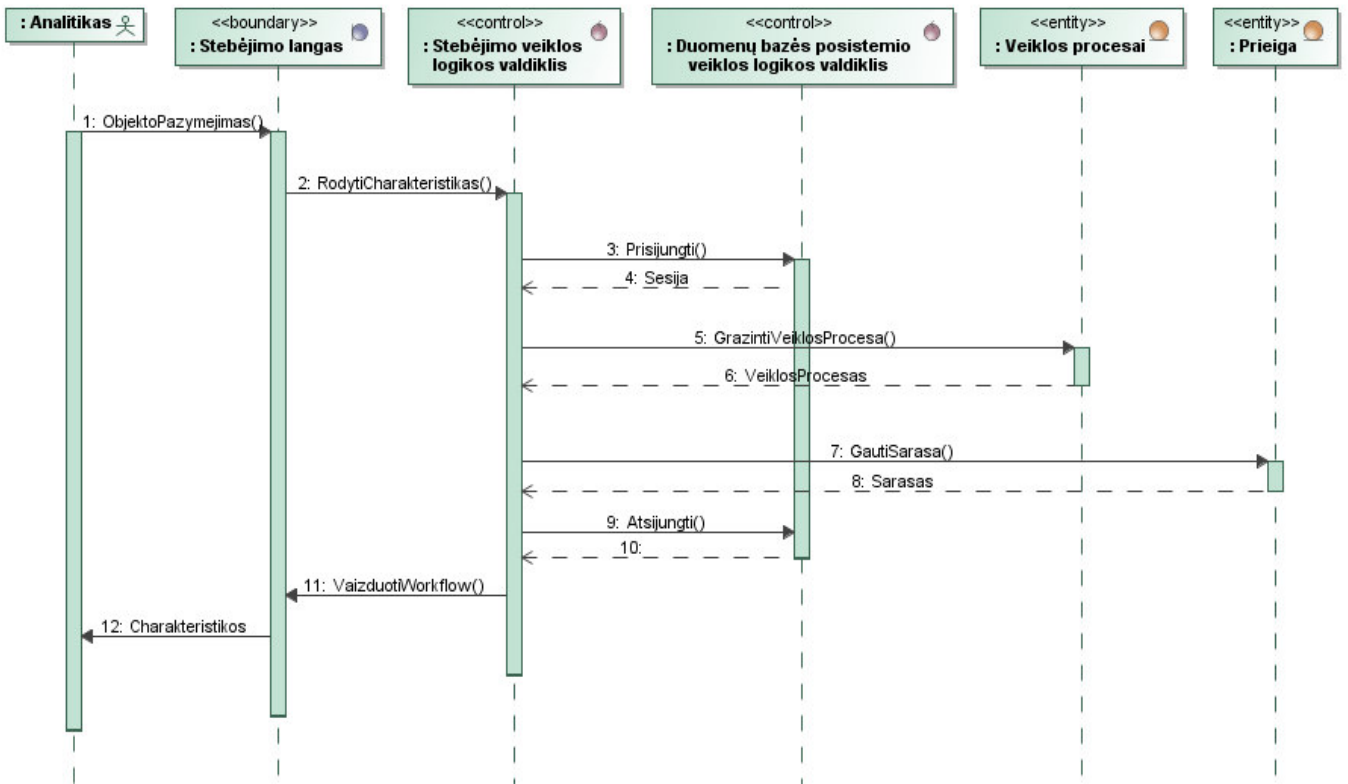 : Analitikas
<<boundary>>
: Stebėjimo langas
<<control>>
: Stebėjimo veiklos
logikos valdiklis
<<control>>
: Duomenų bazės posistemio
veiklos logikos valdiklis
<<entity>>
: Veiklos procesai
<<entity>>
: Prieiga
1: ObjektoPazymejimas()
2: RodytiCharakteristikas()
3: Prisijungti()
4: Sesija
5: GrazintiVeiklosProcesa()
6: VeiklosProcesas
7: GautiSarasa()
8: Sarasas
9: Atsijungti()
10:
11: VaizduotiWorkflow()
12: Charakteristikos